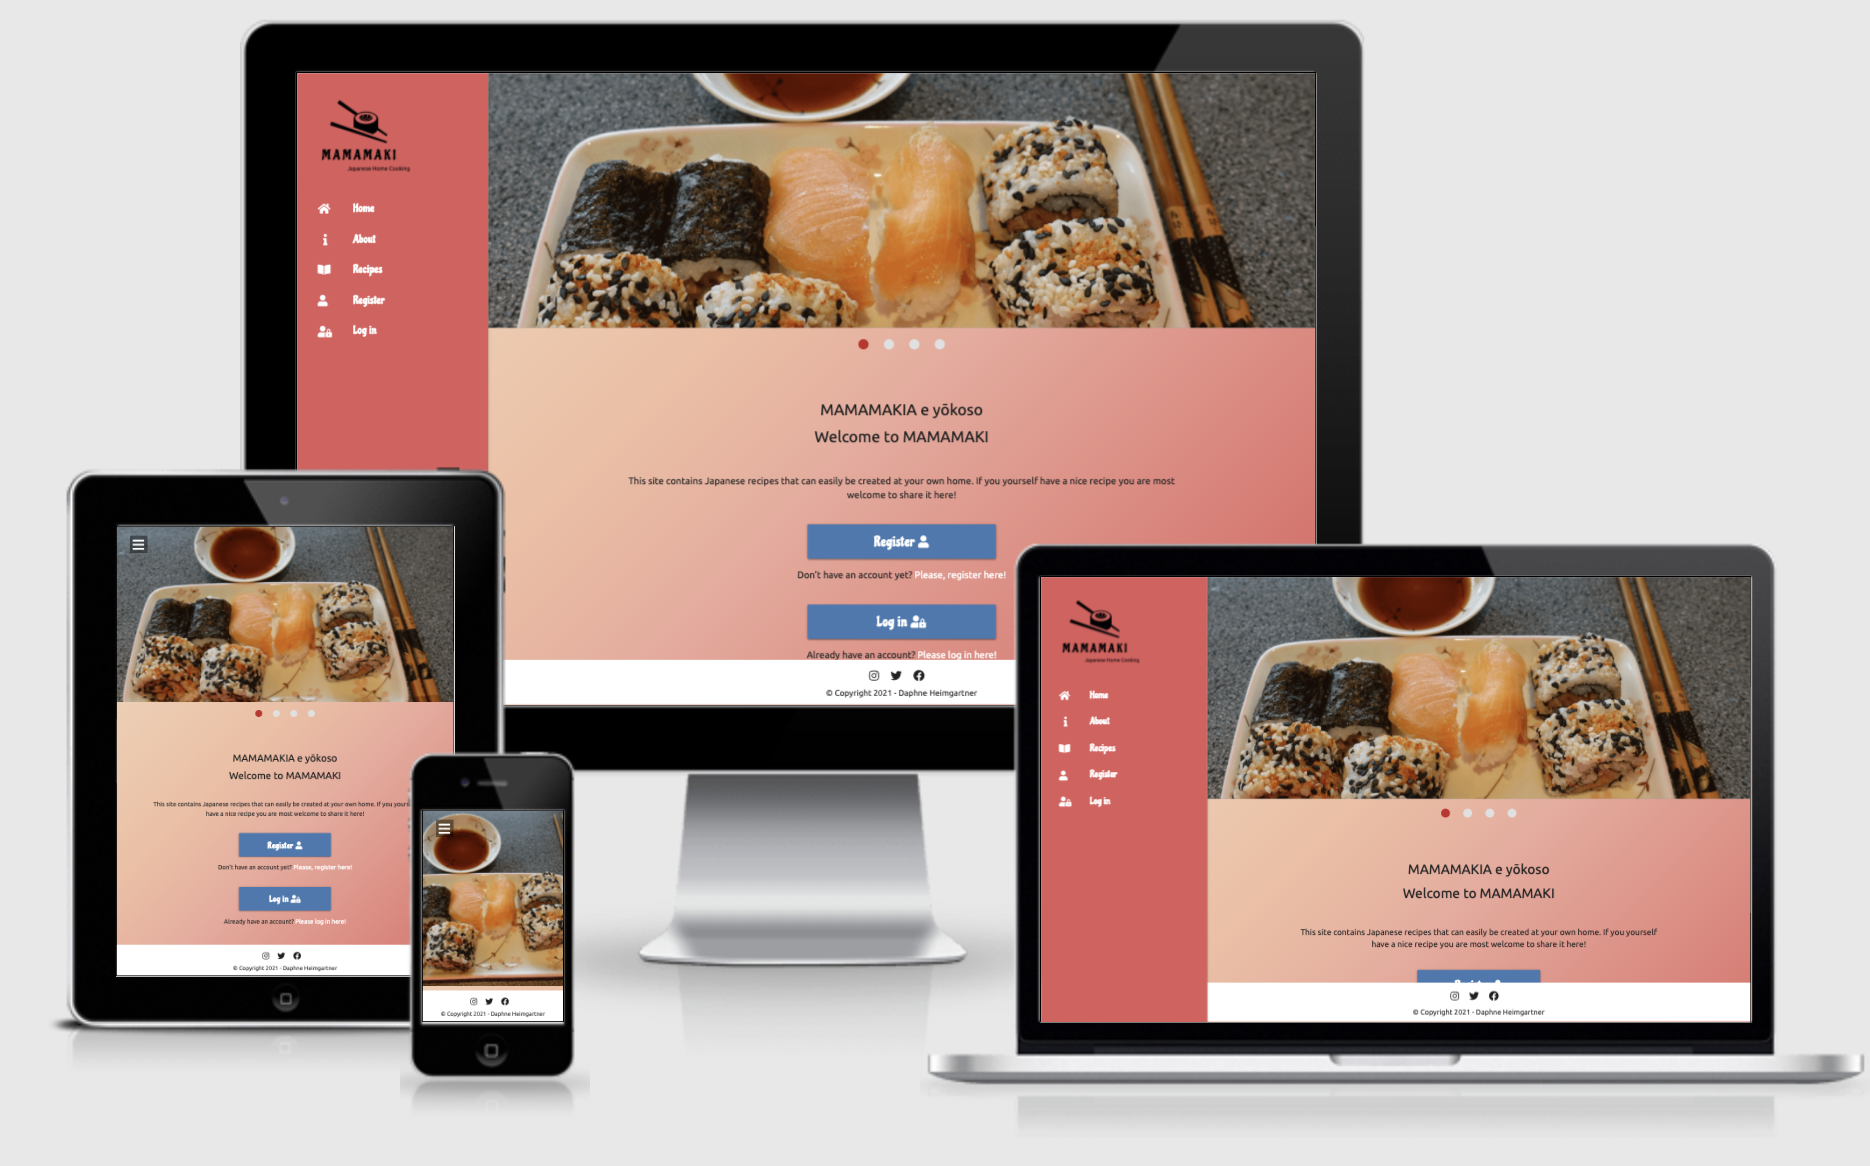 MAMAMAKI
Japanese Home Cooking
Home
About
Recipes
Register
Log in
MAMAMAKIA e yōkoso
Welcome to MAMAMAKI
This site contains Japanese recipes that can easily be created at your own home. If you yourself have a nice recipe you are most
welcome to share it here!
Register
Don't have an account yet? Please, register here!
Log in
Already have an account? Please log in here!
© Copyright 2021 - Daphne Heimgartner
MAMAMAKIA e yōkoso
Welcome to MAMAMAKI
This site contains Japanese recipes that can easily be created at your own home. If you yours
have a nice recipe you are most welcome to share it here!
Register
Don't have an account yet? Please, register here!
Log in
Already have an account? Please log in here!
© Copyright 2021 - Daphne Heimgartner
© Copyright 2021 - Daphne Heimgartner
MAMAMAKI
Japanese Home Cooking
Home
About
Recipes
Register
Log in
MAMAMAKIA e yōkoso
Welcome to MAMAMAKI
This site contains Japanese recipes that can easily be created at your own home. If you yourself
have a nice recipe you are most welcome to share it here!
© Copyright 2021 - Daphne Heimgartner